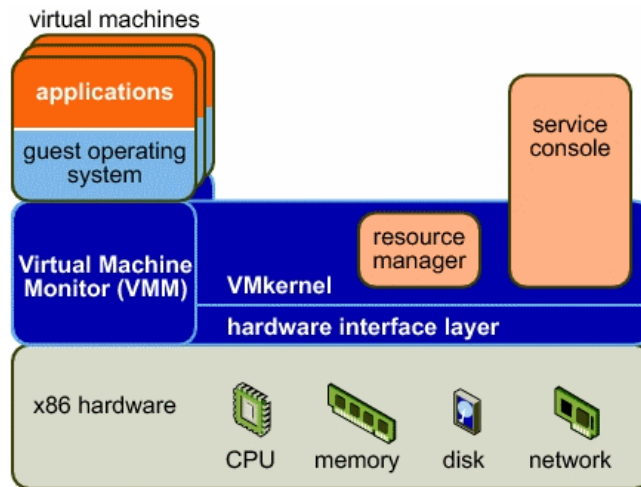 virtual machines
applications
guest operating
system
service
console
resource
manager
Virtual Machine
Monitor (VMM)
VMkernel
hardware interface layer
x86 hardware
CPU
memory
disk
network